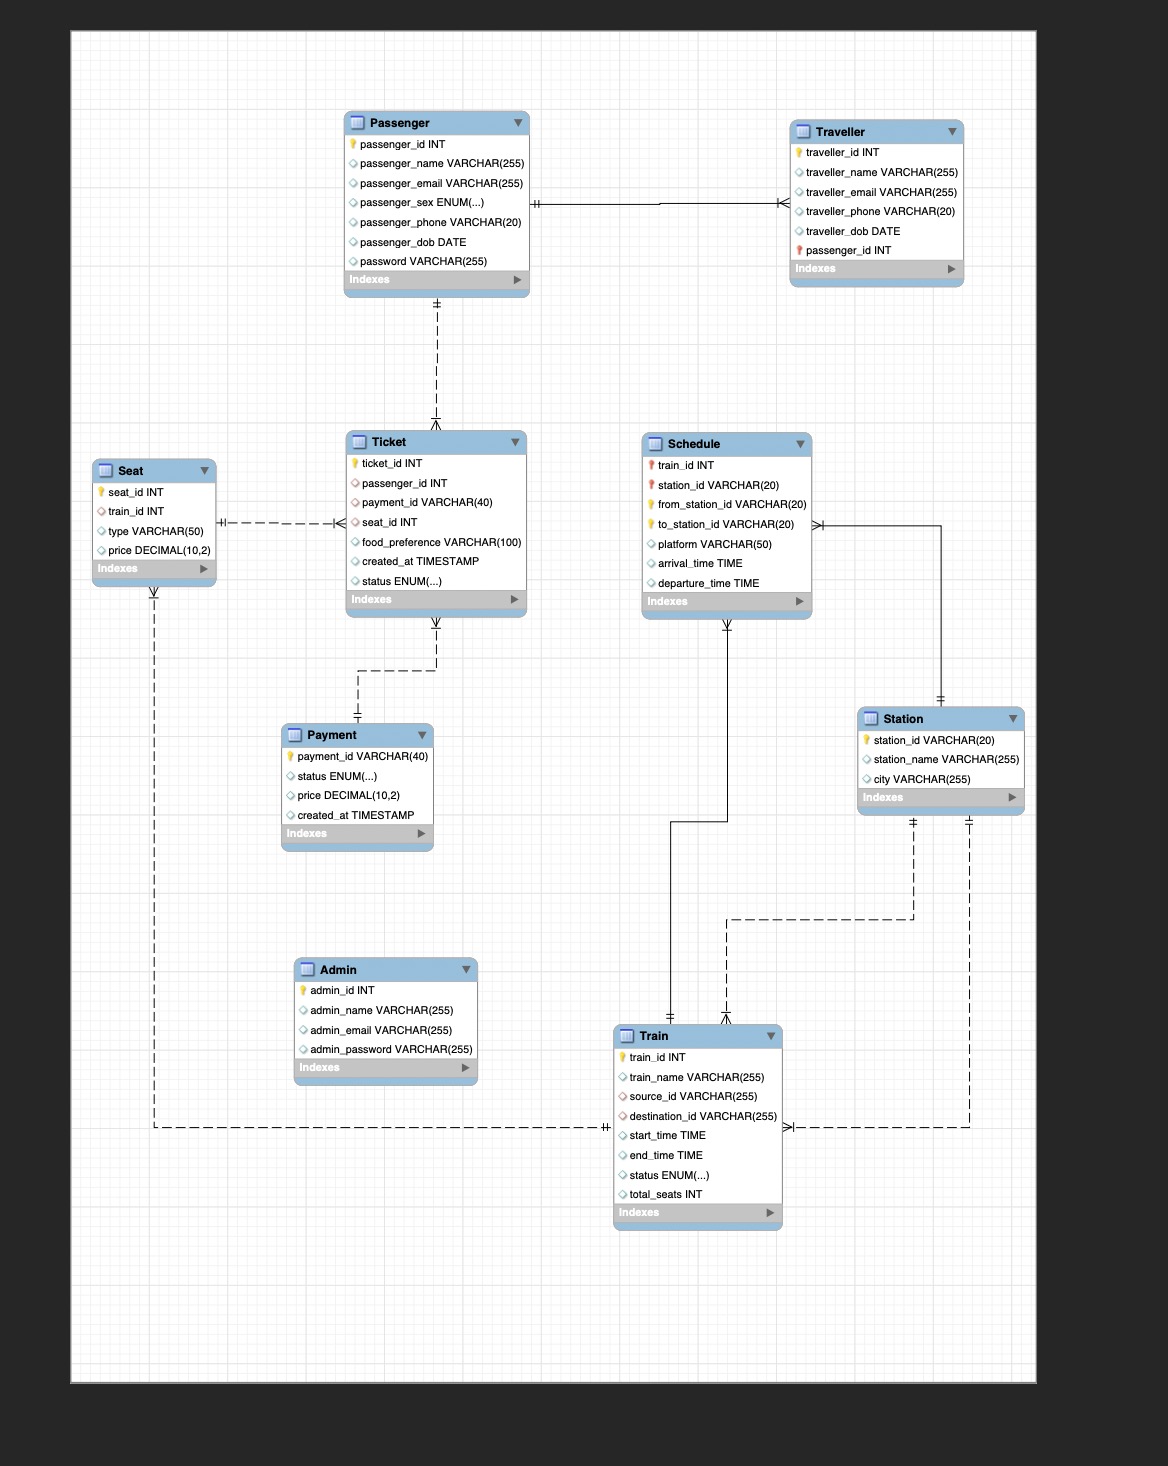 Passenger
passenger_id INT
passenger_name VARCHAR(255)
passenger_email VARCHAR(255)
passenger_sex ENUM(...)
passenger_phone VARCHAR(20)
passenger_dob DATE
password VARCHAR(255)
Indexes
Traveller
traveller_id INT
traveller_name VARCHAR(255)
traveller_email VARCHAR(255)
traveller_phone VARCHAR(20)
traveller_dob DATE
passenger_id INT
Indexes
Seat
seat_id INT
train_id INT
type VARCHAR(50)
price DECIMAL(10,2)
Indexes
Ticket
ticket_id INT
passenger_id INT
payment_id VARCHAR(40)
seat_id INT
food_preference VARCHAR(100)
created_at TIMESTAMP
status ENUM(...)
Indexes
Schedule
train_id INT
station_id VARCHAR(20)
from_station_id VARCHAR(20)
to_station_id VARCHAR(20)
platform VARCHAR(50)
arrival_time TIME
departure_time TIME
Indexes
Payment
payment_id VARCHAR(40)
status ENUM(...)
price DECIMAL(10,2)
created_at TIMESTAMP
Indexes
Station
station_id VARCHAR(20)
station_name VARCHAR(255)
city VARCHAR(255)
Indexes
Admin
admin_id INT
admin_name VARCHAR(255)
admin_email VARCHAR(255)
admin_password VARCHAR(255)
Indexes
Train
train_id INT
train_name VARCHAR(255)
source_id VARCHAR(255)
destination_id VARCHAR(255)
start_time TIME
end_time TIME
status ENUM(...)
total_seats INT
Indexes